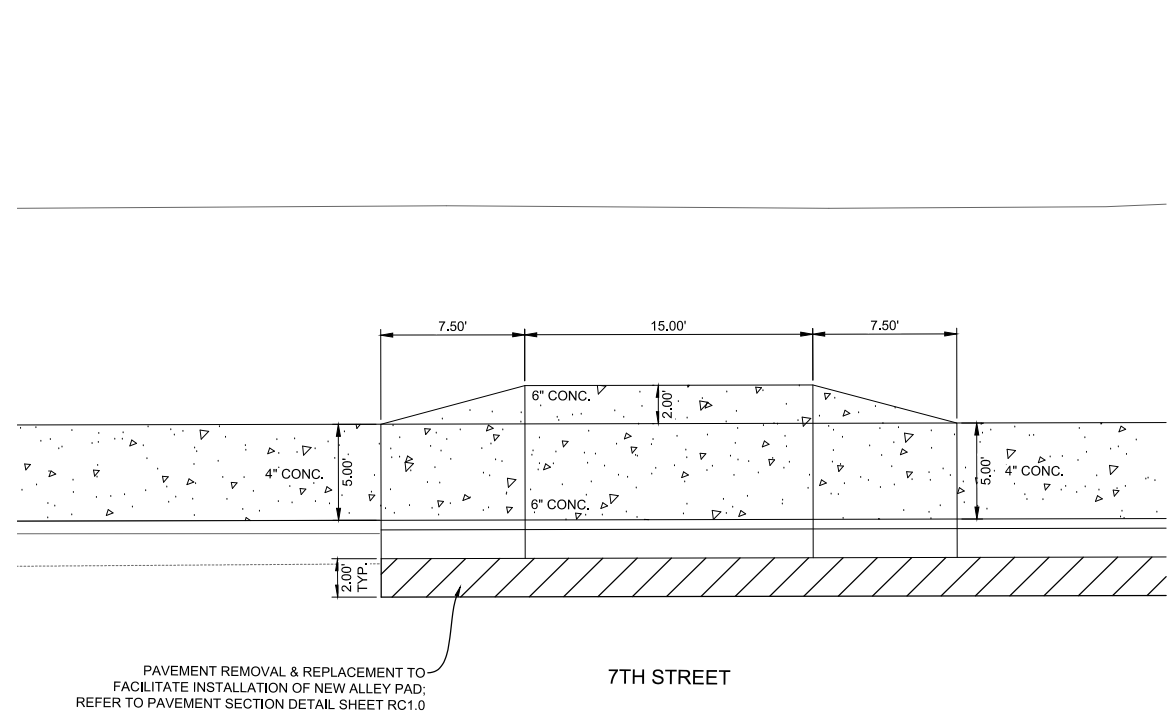 7.50'
15.00'
7.50'
6" CONC.
2.00'
4" CONC.
5.00'
6" CONC.
5.00'
4" CONC.
2.00'
TYP.
PAVEMENT REMOVAL & REPLACEMENT TO
FACILITATE INSTALLATION OF NEW ALLEY PAD;
REFER TO PAVEMENT SECTION DETAIL SHEET RC1.0
7TH STREET